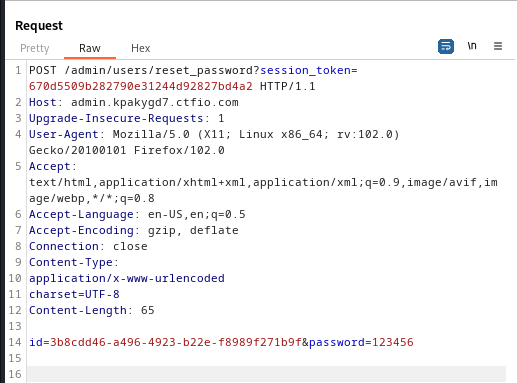 Request
Pretty Raw Hex \n
1 POST /admin/users/reset_password?session_token=
670d5509b282790e31244d92827bd4a2 HTTP/1.1
2 Host: admin.kpakygd7.ctfio.com
3 Upgrade-Insecure-Requests: 1
4 User-Agent: Mozilla/5.0 (X11; Linux x86_64; rv:102.0)
Gecko/20100101 Firefox/102.0
5 Accept:
text/html,application/xhtml+xml,application/xml;q=0.9,image/avif,im
age/webp,*/*;q=0.8
6 Accept-Language: en-US,en;q=0.5
7 Accept-Encoding: gzip, deflate
8 Connection: close
9 Content-Type:
10 application/x-www-urlencoded
11 charset=UTF-8
12 Content-Length: 65
13
14 id=3b8cdd46-a496-4923-b22e-f8989f271b9f&password=123456
15
16